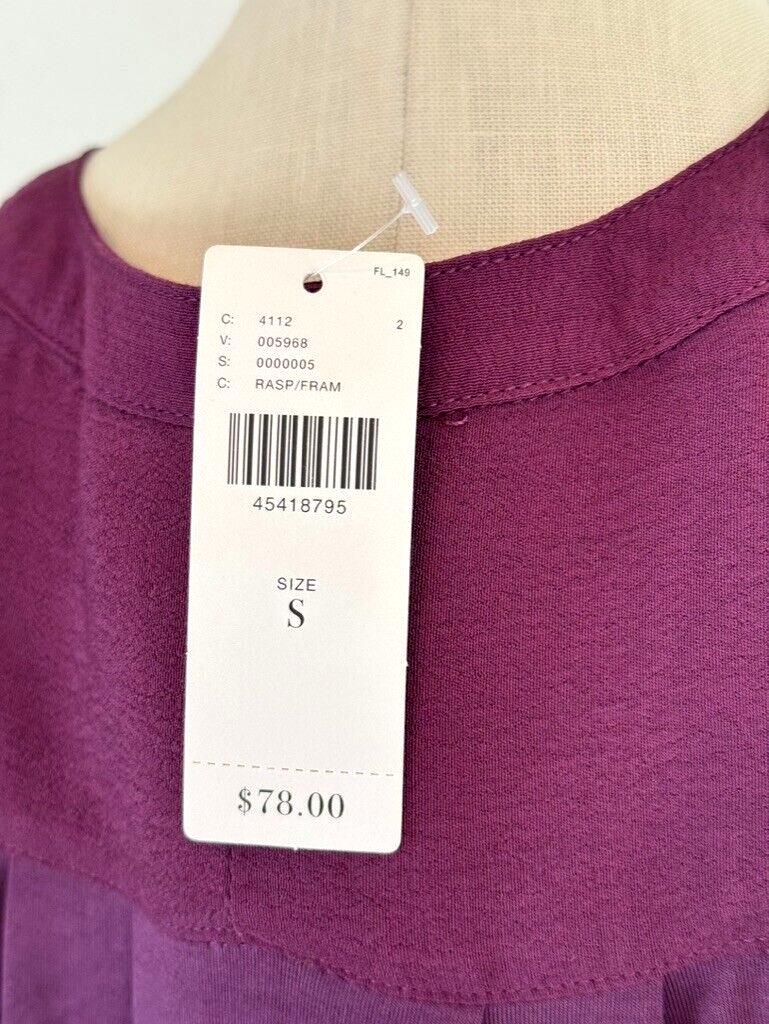 FL_149
C: 4112 2
V: 005968
S: 0000005
C: RASP/FRAM
45418795
SIZE
S
$78.00